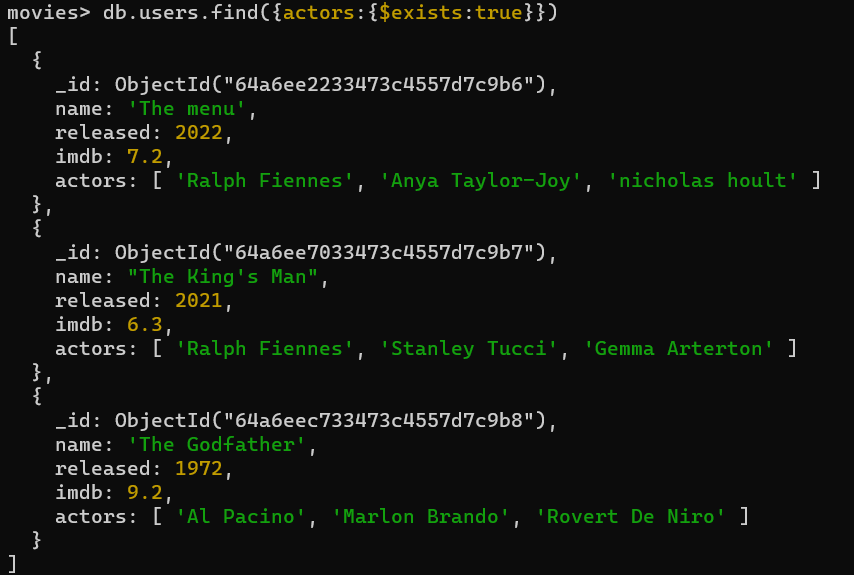 movies> db.users.find({actors:{$exists:true}})
[
  {
    _id: ObjectId("64a6ee2233473c4557d7c9b6"),
    name: 'The menu',
    released: 2022,
    imdb: 7.2,
    actors: [ 'Ralph Fiennes', 'Anya Taylor-Joy', 'nicholas hoult' ]
  },
  {
    _id: ObjectId("64a6ee7033473c4557d7c9b7"),
    name: "The King's Man",
    released: 2021,
    imdb: 6.3,
    actors: [ 'Ralph Fiennes', 'Stanley Tucci', 'Gemma Arterton' ]
  },
  {
    _id: ObjectId("64a6eec733473c4557d7c9b8"),
    name: 'The Godfather',
    released: 1972,
    imdb: 9.2,
    actors: [ 'Al Pacino', 'Marlon Brando', 'Rovert De Niro' ]
  }
]